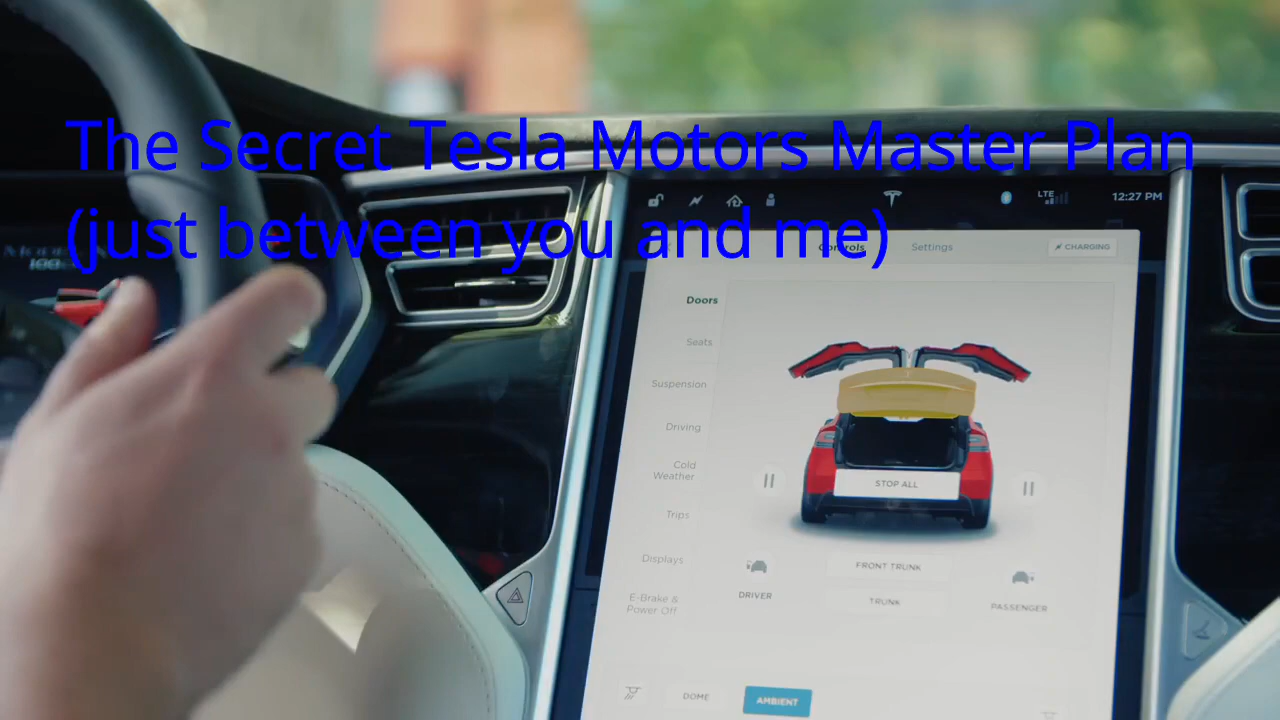 The Secret Tesla Motors Master Plan
(just between you and me)
LTE
12:27 PM
Controls
Settings
CHARGING
Doors
Seats
Suspension
Driving
Cold
Weather
Trips
Displays
E-Brake &
Power Off
STOP ALL
FRONT TRUNK
TRUNK
DRIVER
PASSENGER
DOME
AMBIENT